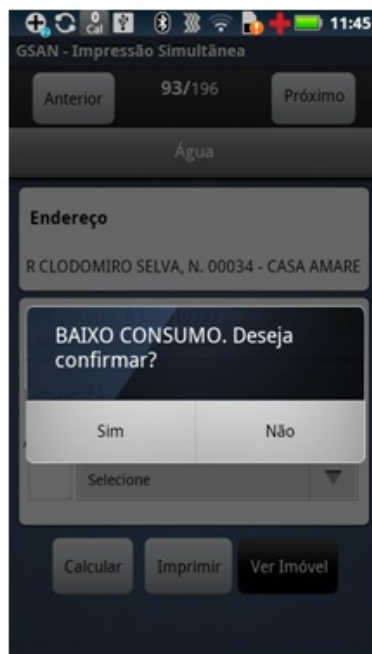 11:45
GSAN - Impressão Simultânea
Anterior
93/196
Próximo
Água
Endereço
R CLODOMIRO SELVA, N. 00034 - CASA AMARE
BAIXO CONSUMO. Deseja
confirmar?
Sim
Não
Selecione
Calcular
Imprimir
Ver Imóvel